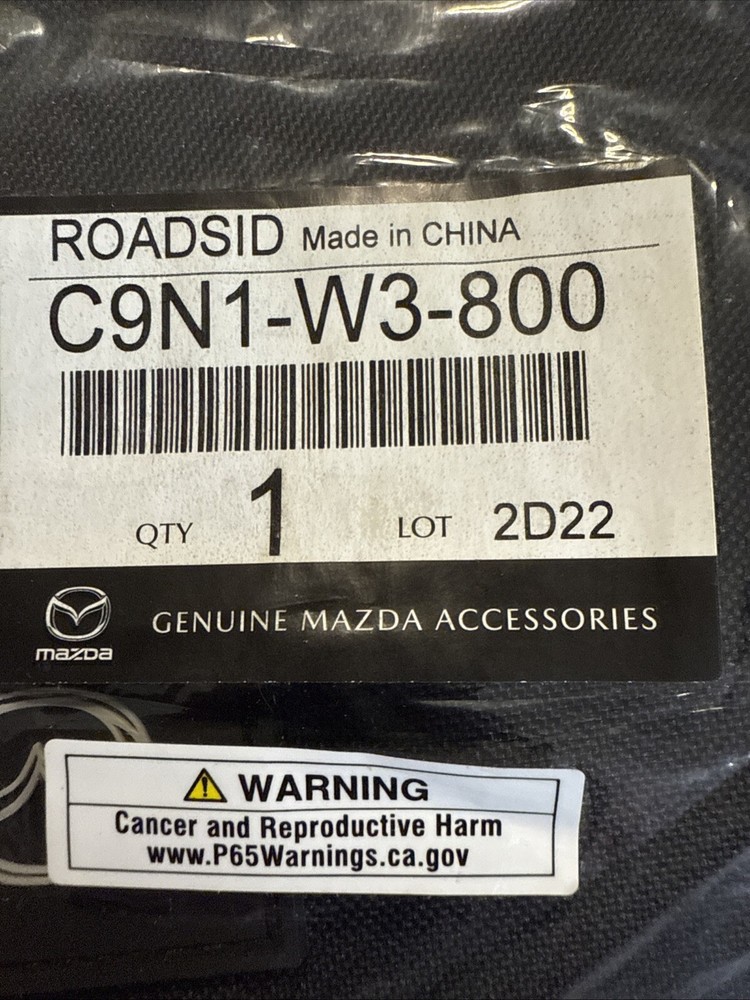 ROADSID Made in CHINA
C9N1-W3-800
QTY 1 LOT 2D22
mazda GENUINE MAZDA ACCESSORIES
WARNING
Cancer and Reproductive Harm
www.P65Warnings.ca.gov